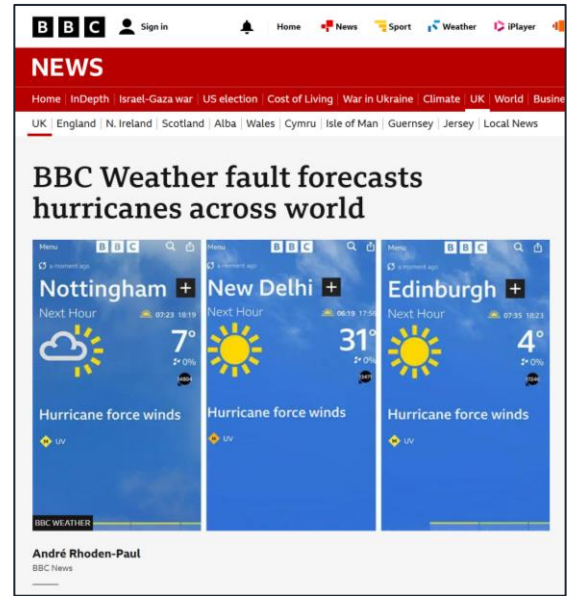 BBC Sign in Home News Sport Weather iPlayer
NEWS
Home InDepth Israel-Gaza war US election Cost of Living War in Ukraine Climate UK World Busine
UK England N. Ireland Scotland Alba Wales Cymru Isle of Man Guernsey Jersey Local News
BBC Weather fault forecasts
hurricanes across world
Menu BBC
a moment ago
Nottingham +
Next Hour 07:23 18:19
7°
0%
Hurricane force winds
UV
BBC WEATHER
Menu BBC
a moment ago
New Delhi +
Next Hour 06:19 17:56
31°
0%
Hurricane force winds
UV
Menu BBC
a moment ago
Edinburgh +
Next Hour 07:35 18:23
4°
0%
Hurricane force winds
UV
André Rhoden-Paul
BBC News